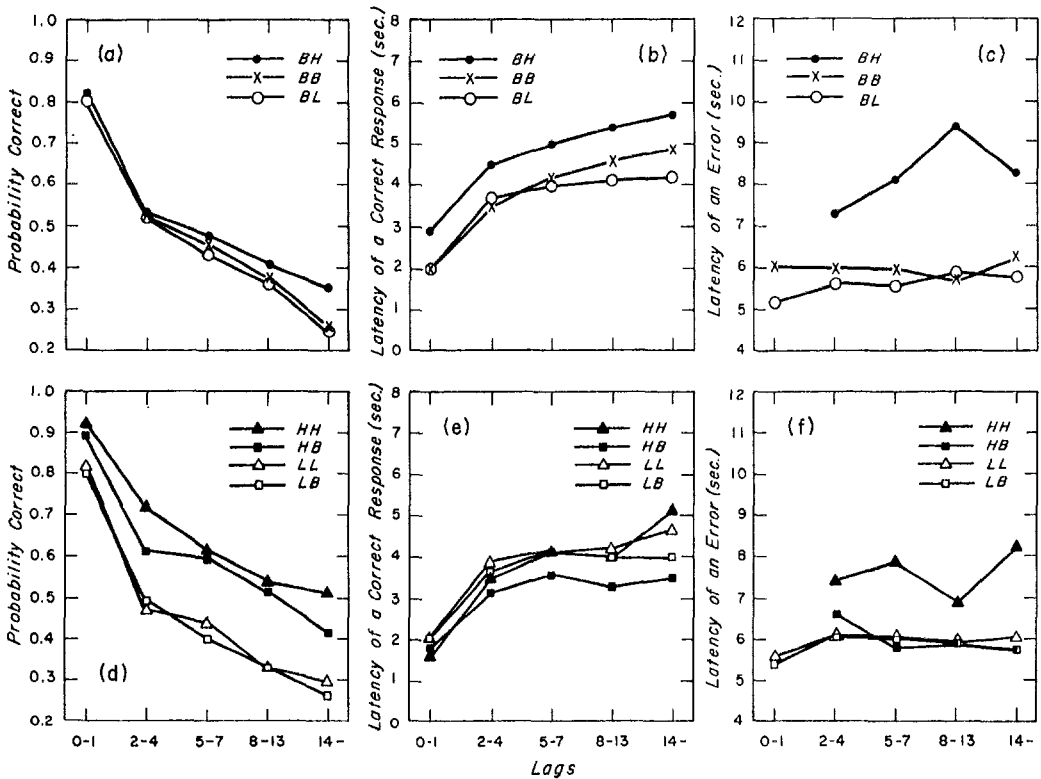 Probability Correct
1.0
0.9
0.8
0.7
0.6
0.5
0.4
0.3
0.2
(a)
BH
BB
BL
Latency of a Correct Response (sec.)
8
7
6
5
4
3
2
1
0
(b)
BH
BB
BL
Latency of an Error (sec.)
12
11
10
9
8
7
6
5
4
(c)
BH
BB
BL
Probability Correct
1.0
0.9
0.8
0.7
0.6
0.5
0.4
0.3
0.2
(d)
HH
HB
LL
LB
0-1 2-4 5-7 8-13 14-
Latency of a Correct Response (sec.)
8
7
6
5
4
3
2
1
0
(e)
HH
HB
LL
LB
0-1 2-4 5-7 8-13 14-
Latency of an Error (sec.)
12
11
10
9
8
7
6
5
4
(f)
HH
HB
LL
LB
0-1 2-4 5-7 8-13 14-
Lags